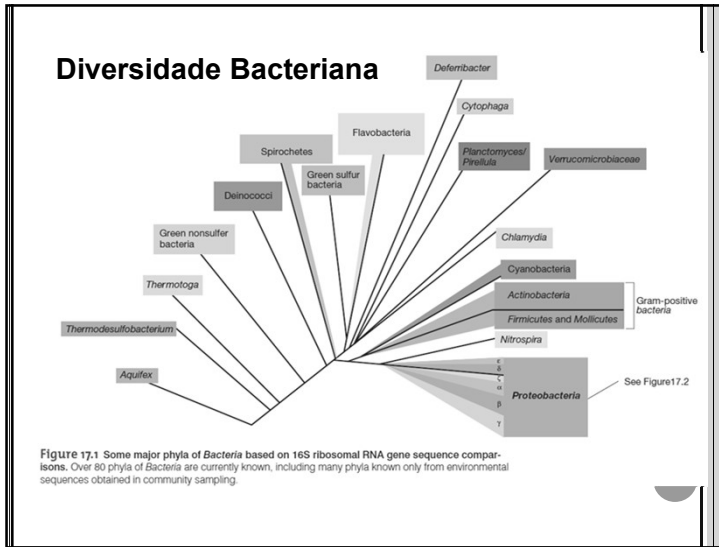 Diversidade Bacteriana
Deferribacter
Cytophaga
Flavobacteria
Spirochetes
Planctomyces/
Pirellula
Verrucomicrobiaceae
Green sulfur
bacteria
Deinococci
Green nonsulfer
bacteria
Chlamydia
Cyanobacteria
Thermotoga
Actinobacteria
Gram-positive
bacteria
Firmicutes and Mollicutes
Thermodesulfobacterium
Nitrospira
Aquifex
ε
δ
ζ
α
β
γ
Proteobacteria
See Figure17.2
Figure 17.1 Some major phyla of Bacteria based on 16S ribosomal RNA gene sequence compar-
isons. Over 80 phyla of Bacteria are currently known, including many phyla known only from environmental
sequences obtained in community sampling.